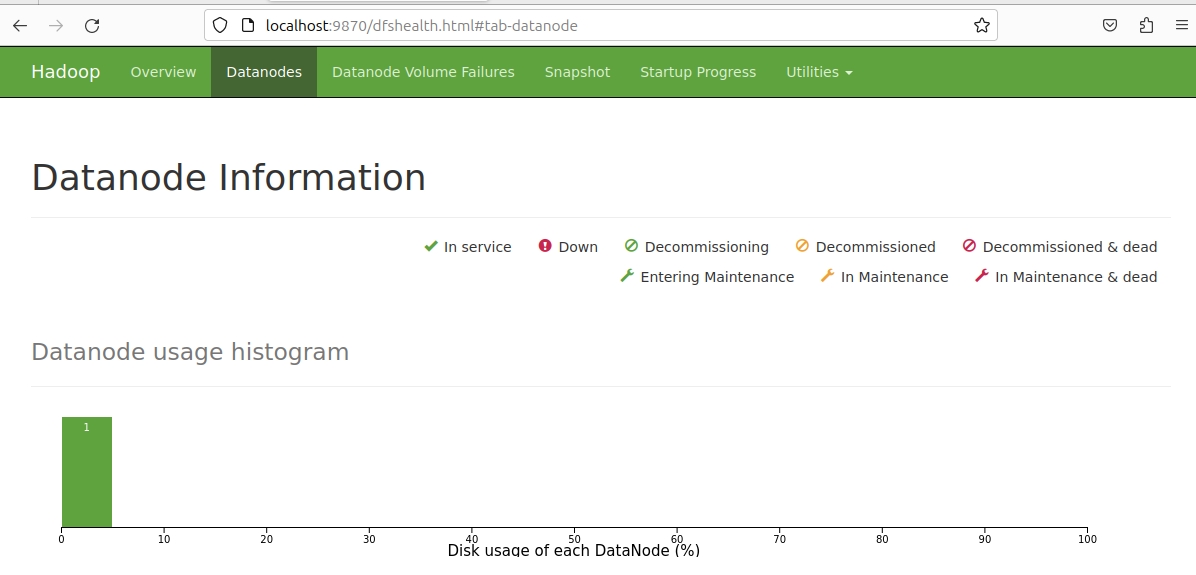 localhost:9870/dfshealth.html#tab-datanode
Hadoop Overview Datanodes Datanode Volume Failures Snapshot Startup Progress Utilities
Datanode Information
In service Down Decommissioning Decommissioned Decommissioned & dead
Entering Maintenance In Maintenance In Maintenance & dead
Datanode usage histogram
1
0 10 20 30 40 50 60 70 80 90 100
Disk usage of each DataNode (%)